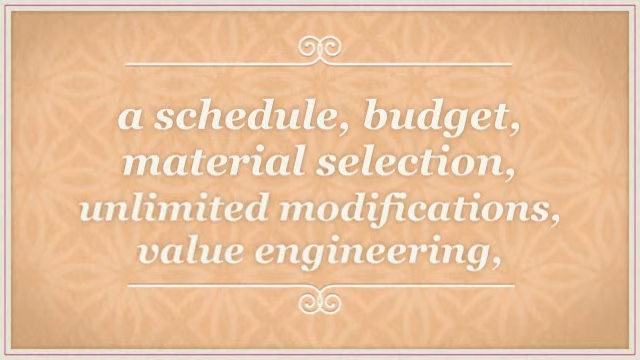 a schedule, budget,
material selection,
unlimited modifications,
value engineering,